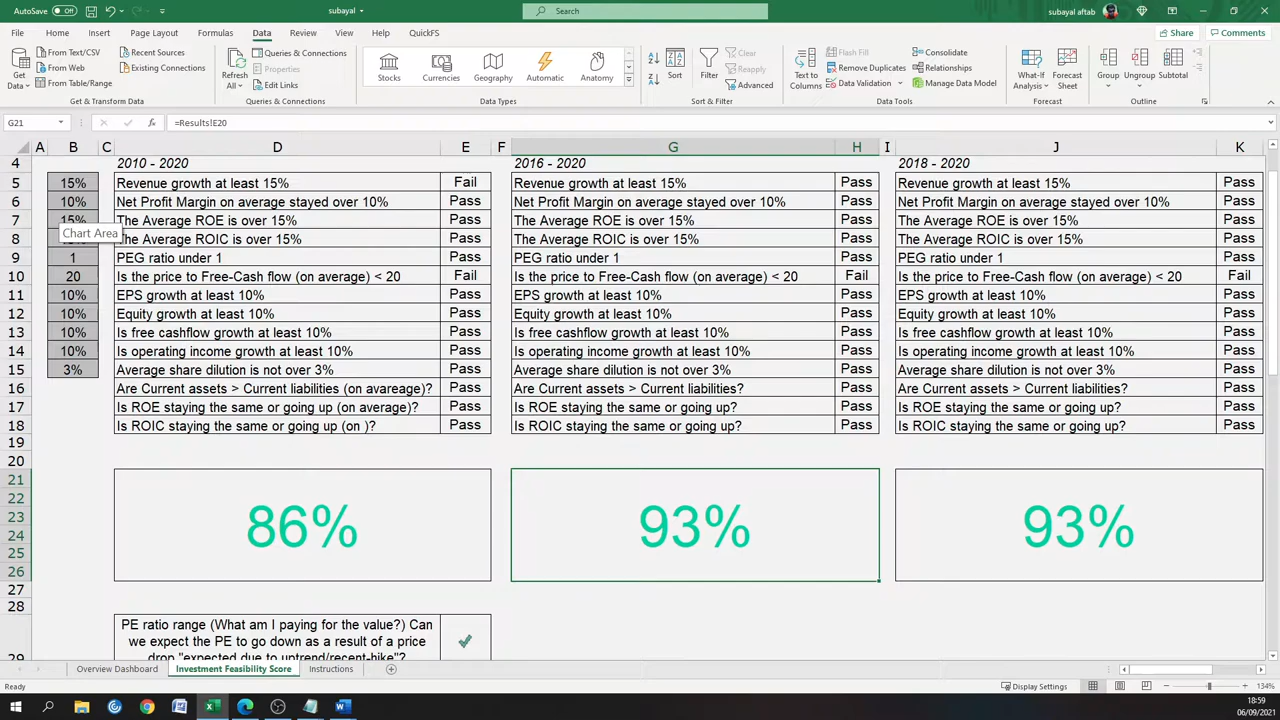 AutoSave Off
subayal
Search
subayal aftab
File Home Insert Page Layout Formulas Data Review View Help QuickFS
Share Comments
Get Data
From Text/CSV
From Web
From Table/Range
Recent Sources
Existing Connections
Get & Transform Data
Refresh All
Queries & Connections
Properties
Edit Links
Queries & Connections
Stocks Currencies Geography Automatic Anatomy
Data Types
Sort
Filter
Clear
Reapply
Advanced
Sort & Filter
Text to Columns
Flash Fill
Remove Duplicates
Data Validation
Consolidate
Relationships
Manage Data Model
Data Tools
What-If Analysis
Forecast Sheet
Forecast
Group Ungroup Subtotal
Outline
G21 fx =Results!E20
A B C D E F G H I J K
4 2010 - 2020 2016 - 2020 2018 - 2020
5 15% Revenue growth at least 15% Fail Revenue growth at least 15% Pass Revenue growth at least 15% Pass
6 10% Net Profit Margin on average stayed over 10% Pass Net Profit Margin on average stayed over 10% Pass Net Profit Margin on average stayed over 10% Pass
7 15% The Average ROE is over 15% Pass The Average ROE is over 15% Pass The Average ROE is over 15% Pass
Chart Area
8 The Average ROIC is over 15% Pass The Average ROIC is over 15% Pass The Average ROIC is over 15% Pass
9 1 PEG ratio under 1 Pass PEG ratio under 1 Pass PEG ratio under 1 Pass
10 20 Is the price to Free-Cash flow (on average) < 20 Fail Is the price to Free-Cash flow (on average) < 20 Fail Is the price to Free-Cash flow (on average) < 20 Fail
11 10% EPS growth at least 10% Pass EPS growth at least 10% Pass EPS growth at least 10% Pass
12 10% Equity growth at least 10% Pass Equity growth at least 10% Pass Equity growth at least 10% Pass
13 10% Is free cashflow growth at least 10% Pass Is free cashflow growth at least 10% Pass Is free cashflow growth at least 10% Pass
14 10% Is operating income growth at least 10% Pass Is operating income growth at least 10% Pass Is operating income growth at least 10% Pass
15 3% Average share dilution is not over 3% Pass Average share dilution is not over 3% Pass Average share dilution is not over 3% Pass
16 Are Current assets > Current liabilities (on avareage)? Pass Are Current assets > Current liabilities? Pass Are Current assets > Current liabilities? Pass
17 Is ROE staying the same or going up (on average)? Pass Is ROE staying the same or going up? Pass Is ROE staying the same or going up? Pass
18 Is ROIC staying the same or going up (on )? Pass Is ROIC staying the same or going up? Pass Is ROIC staying the same or going up? Pass
19
20
21
22
23 86% 93% 93%
24
25
26
27
28
PE ratio range (What am I paying for the value?) Can
we expect the PE to go down as a result of a price
29 drop "expected due to uptrend/recent-hike"?
Overview Dashboard Investment Feasibility Score Instructions
Ready Display Settings 134%
18:59
06/09/2021